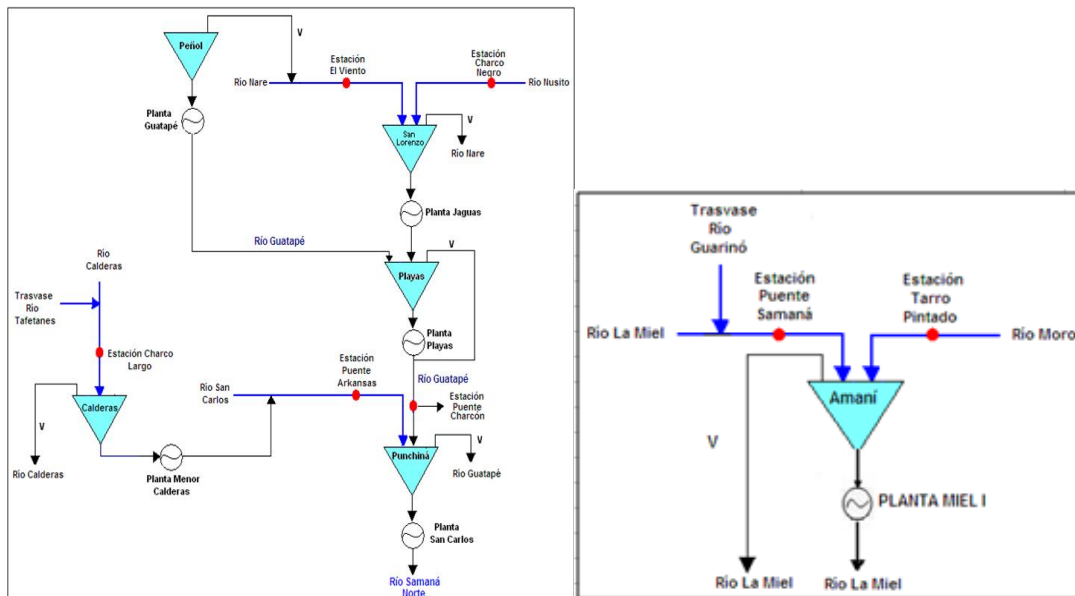 Peñol
V
Río Nare
Estación
El Viento
Estación
Charco
Negro
Río Nusito
Planta
Guatapé
San
Lorenzo
V
Río Nare
Planta Jaguas
Río Guatapé
V
Playas
Río
Calderas
Trasvase
Río
Tafetanes
Estación Charco
Largo
Planta
Playas
Estación
Puente
Arkansas
Río Guatapé
Río San
Carlos
Estación
Puente
Charcón
Calderas
V
Río Calderas
Planta Menor
Calderas
Punchiná
V
Río Guatapè
Planta
San Carlos
Río Samaná
Norte
Trasvase
Río
Guarinó
Estación
Puente
Samaná
Estación
Tarro
Pintado
Río La Miel
Río Moro
Amaní
V
PLANTA MIEL I
Río La Miel
Río La Miel